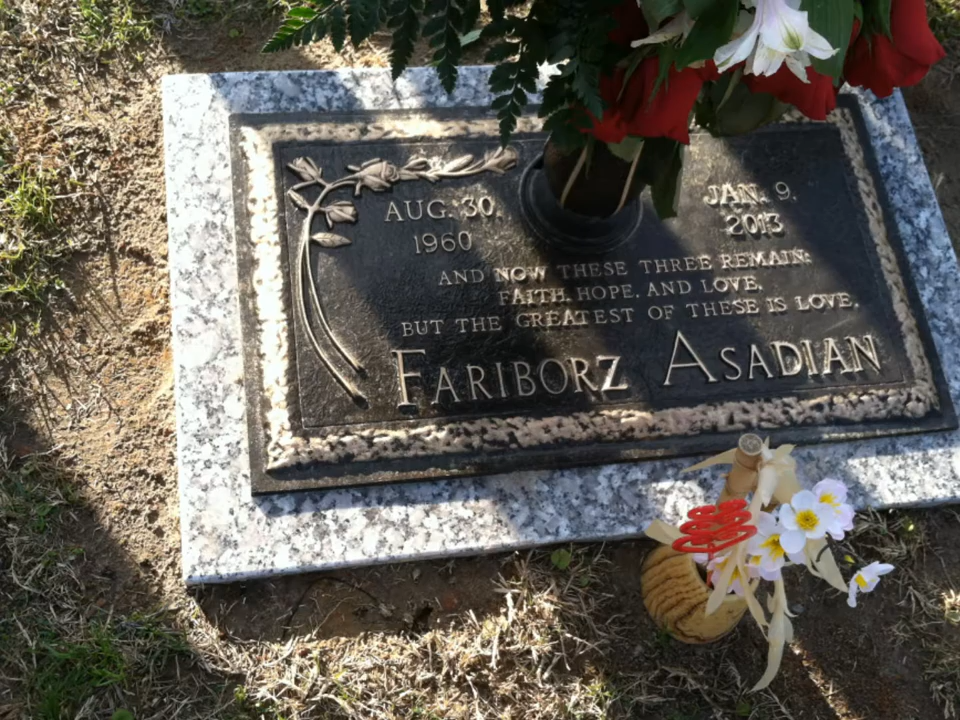 AUG. 30, 1960
JAN. 9, 2013
AND NOW THESE THREE REMAIN:
FAITH, HOPE, AND LOVE.
BUT THE GREATEST OF THESE IS LOVE.
FARIBORZ ASADIAN